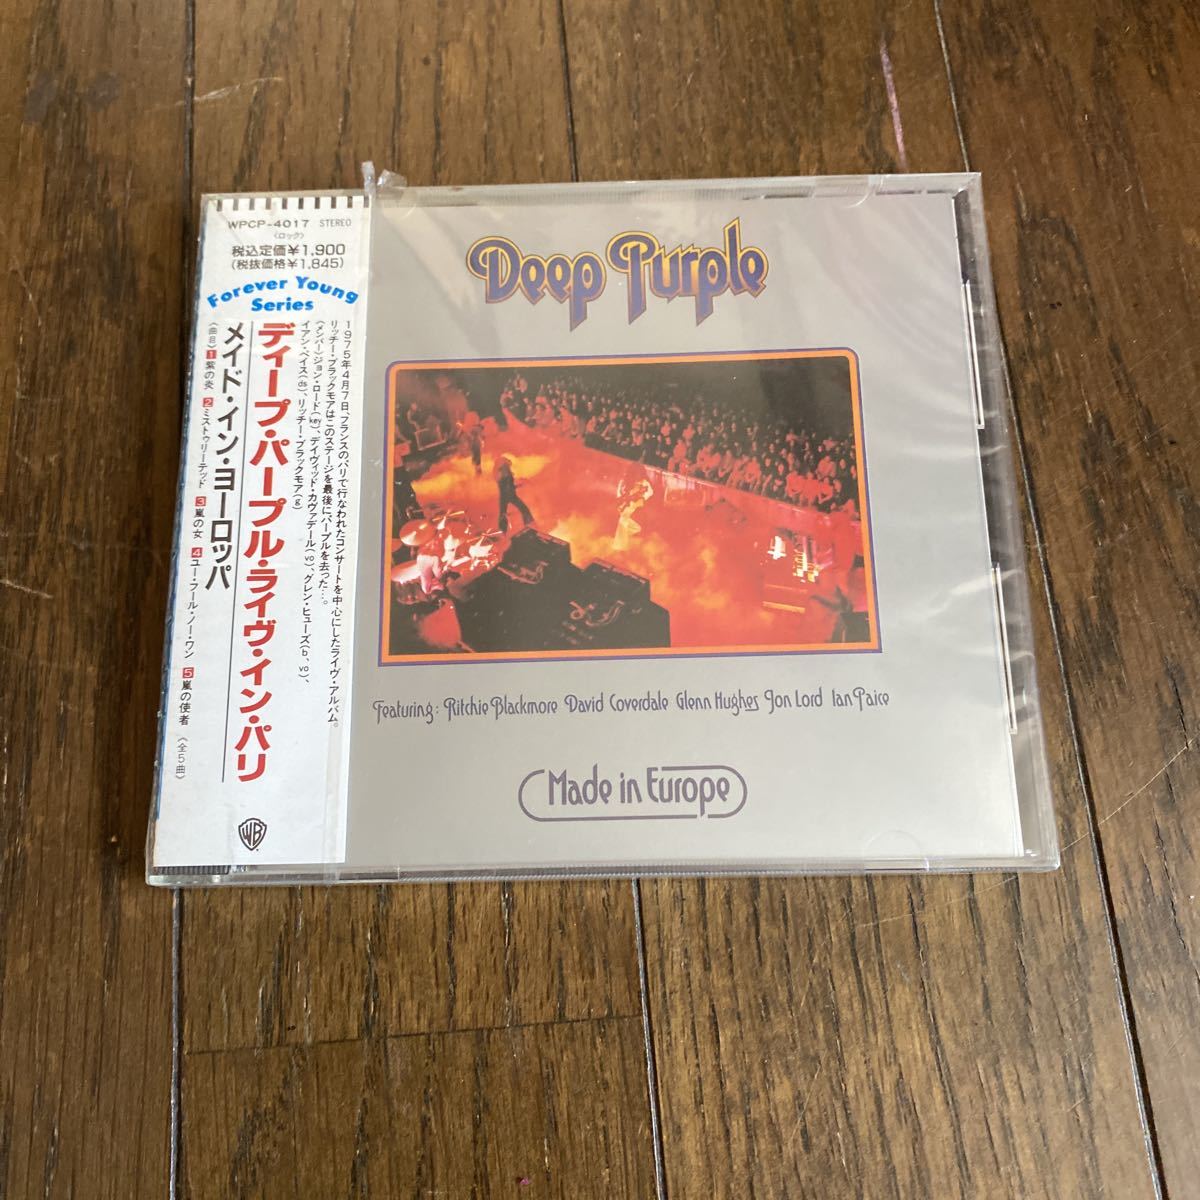 WPCP-4017 STEREO
〈ロック〉
税込定価¥1,900
(税抜価格¥1,845)
Forever Young
Series
1975年4月7日、フランスのパリで行なわれたコンサートを中心にしたライヴ・アルバム。
リッチー・ブラックモアはこのステージを最後に、パープルを去った…。
〈メンバー〉ジョン・ロード(key)、デイヴィッド・カヴァデール(vo)、グレン・ヒューズ(b、vo)、
イアン・ペイス(ds)、リッチー・ブラックモア(g)
ディープ・パープル・ライヴ・イン・パリ
メイド・イン・ヨーロッパ
〈曲目〉1紫の炎 2ミストゥリーテッド 3嵐の女 4ユー・フール・ノー・ワン 5嵐の使者 〈全5曲〉
WB
Deep Purple
Featuring: Ritchie Blackmore David Coverdale Glenn Hughes Jon Lord Ian Paice
Made in Europe